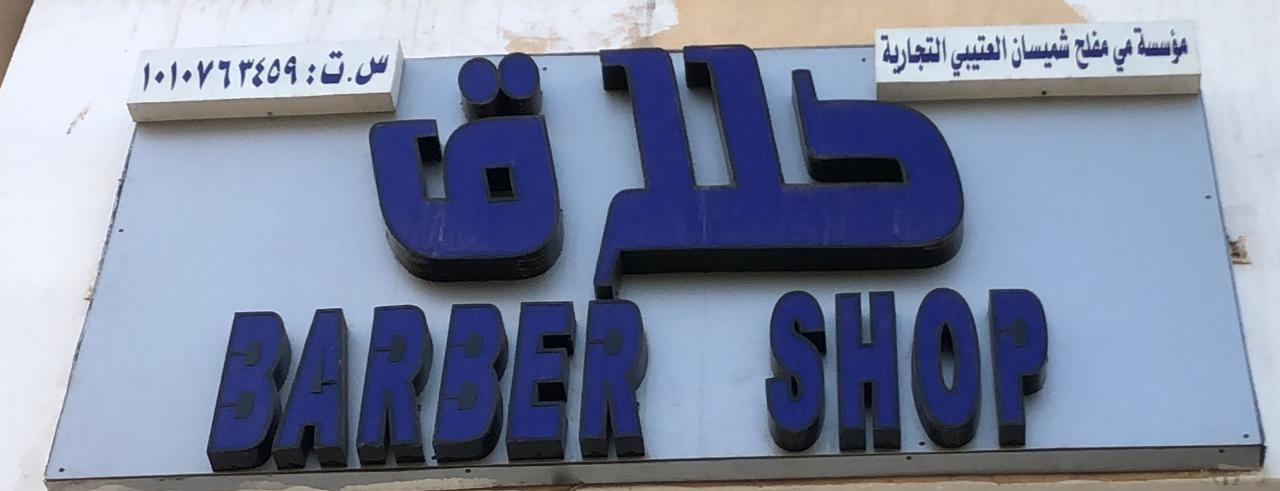 مؤسسة مي مفلح شميسان العتيبي التجارية
س.ت: ١٠١٠٧٦٣٤٥٩
حلاق
BARBER SHOP